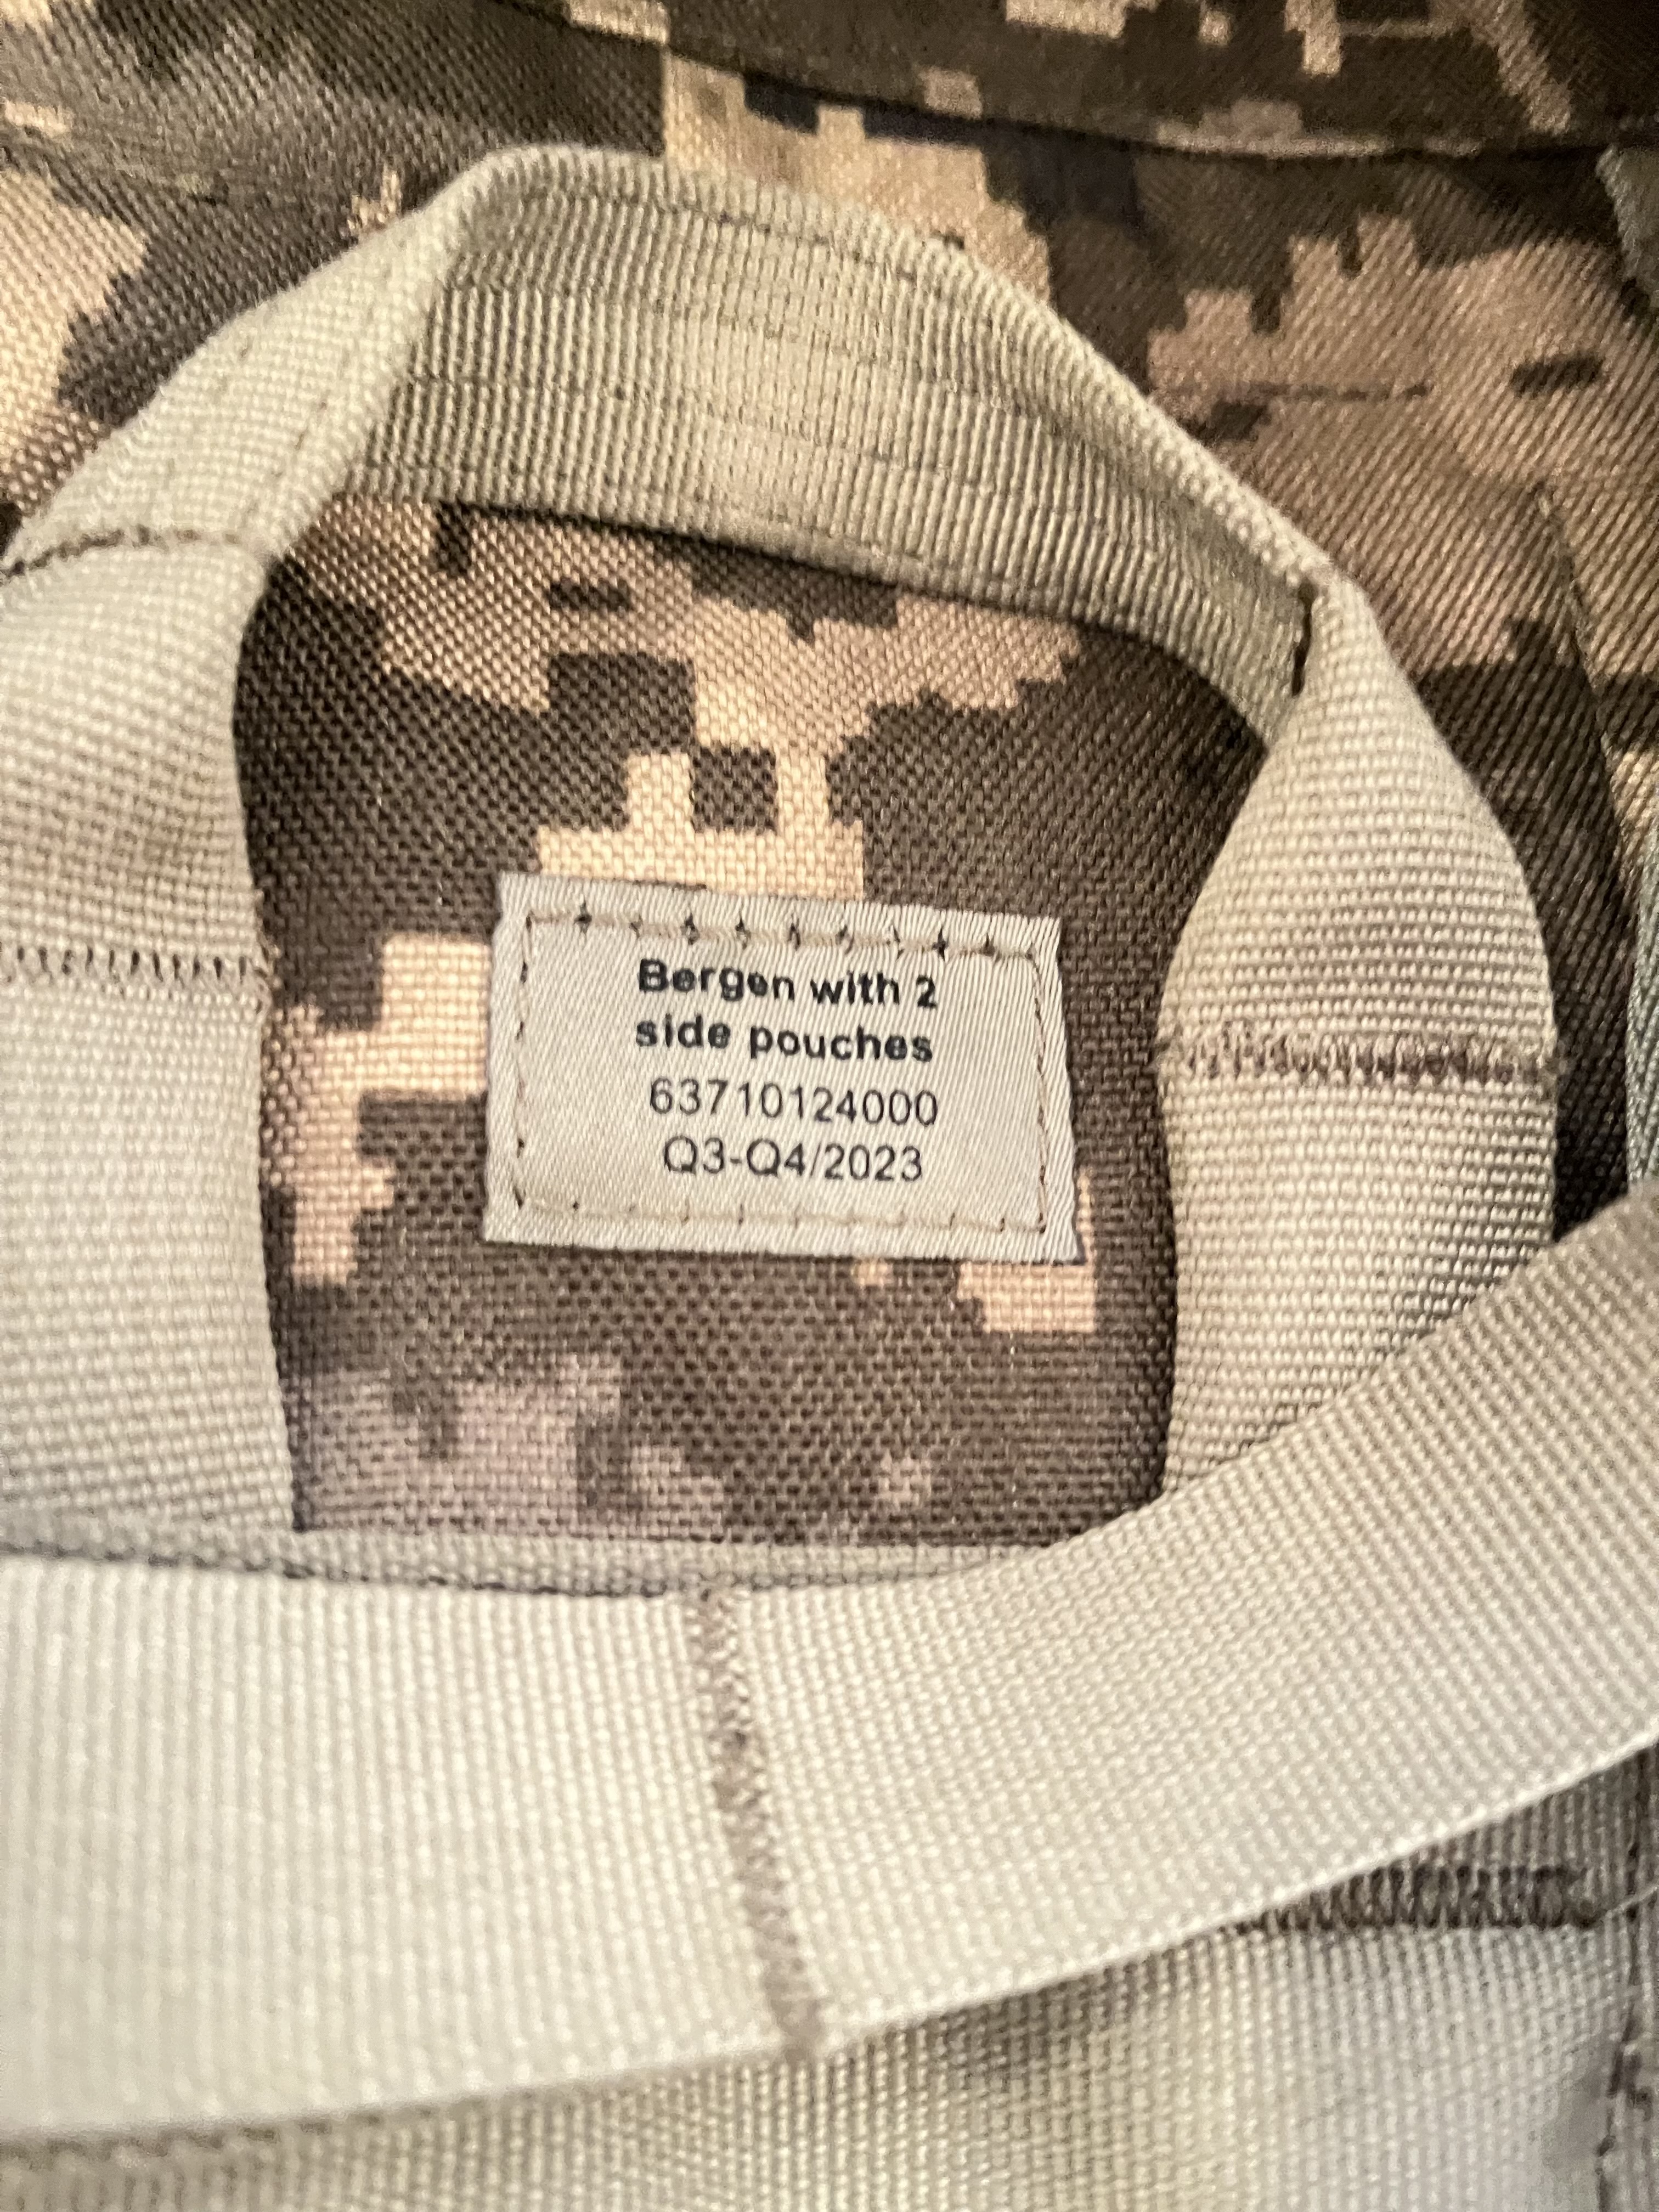 Bergen with 2
side pouches
63710124000
Q3-Q4/2023